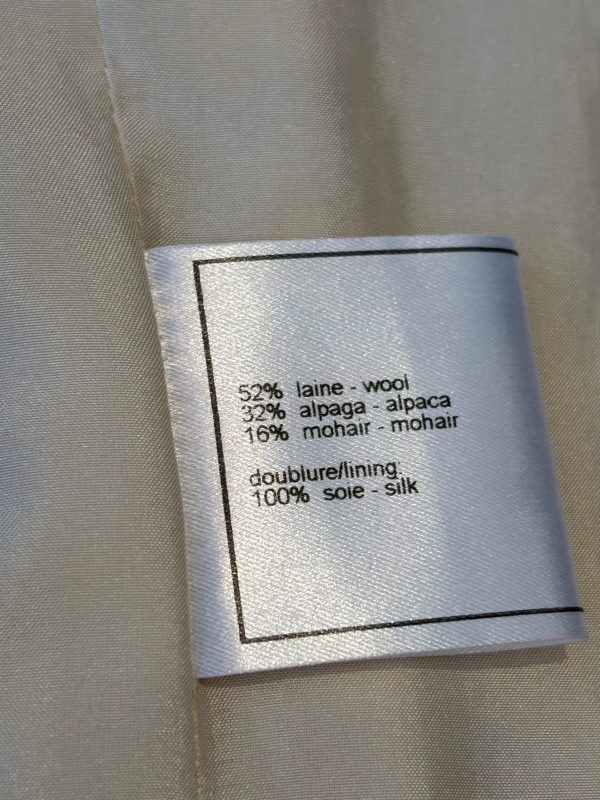 52% laine - wool
32% alpaga - alpaca
16% mohair - mohair
doublure/lining:
100% soie - silk